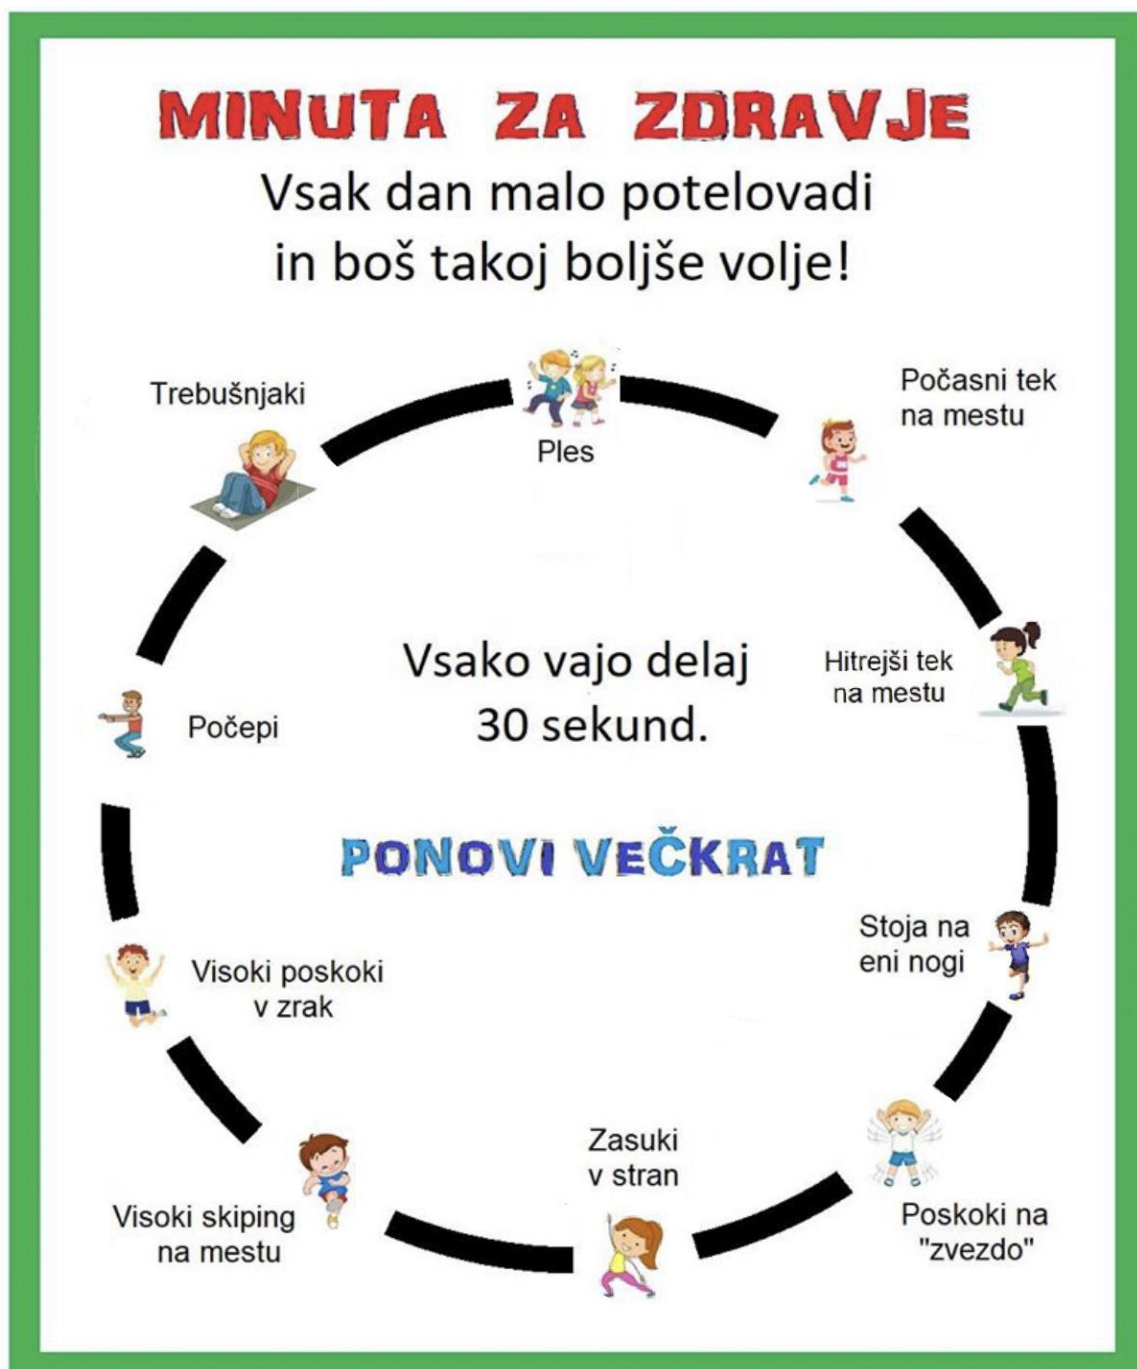 MINUTA ZA ZDRAVJE
Vsak dan malo potelovadi
in boš takoj boljše volje!
Ples
Počasni tek
na mestu
Hitrejši tek
na mestu
Stoja na
eni nogi
Poskoki na
"zvezdo"
Zasuki
v stran
Visoki skiping
na mestu
Visoki poskoki
v zrak
Počepi
Trebušnjaki
Vsako vajo delaj
30 sekund.
PONOVI VEČKRAT